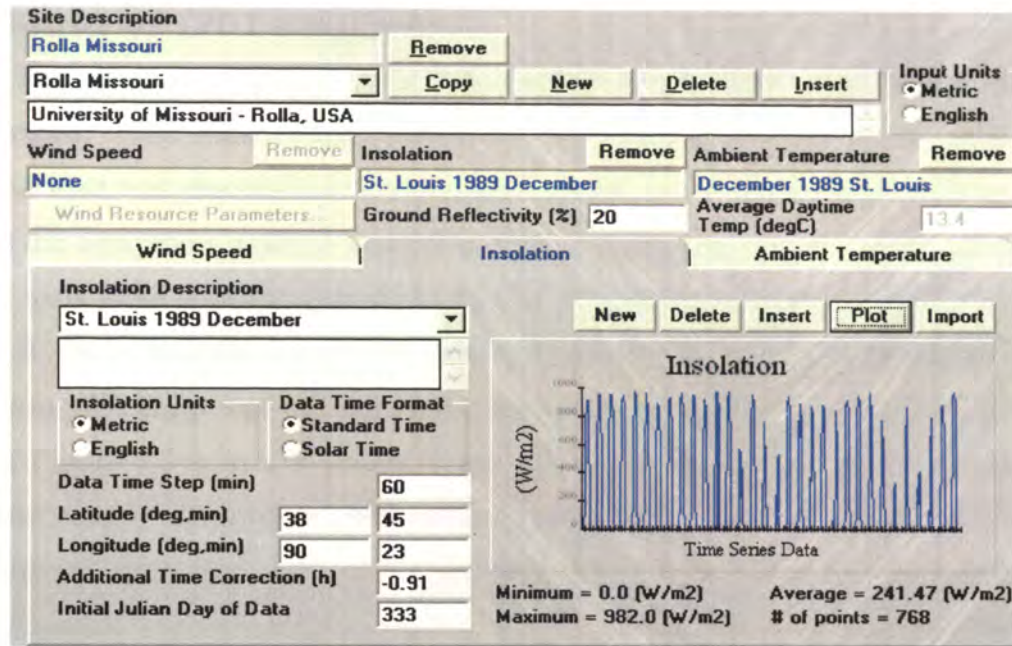 Site Description
Rolla Missouri Remove
Rolla Missouri Copy New Delete Insert Input Units
Metric
University of Missouri - Rolla, USA English
Wind Speed Remove Insolation Remove Ambient Temperature Remove
None St. Louis 1989 December December 1989 St. Louis
Wind Resource Parameters... Ground Reflectivity (%) 20 Average Daytime Temp (degC) 13.4
Wind Speed Insolation Ambient Temperature
Insolation Description
St. Louis 1989 December New Delete Insert Plot Import
Insolation Units Data Time Format
Metric Standard Time
English Solar Time
Data Time Step (min) 60
Latitude (deg,min) 38 45
Longitude (deg,min) 90 23
Additional Time Correction (h) -0.91
Initial Julian Day of Data 333
Insolation
(W/m2)
1000
800
600
400
200
0
Time Series Data
Minimum = 0.0 (W/m2) Average = 241.47 (W/m2)
Maximum = 982.0 (W/m2) # of points = 768